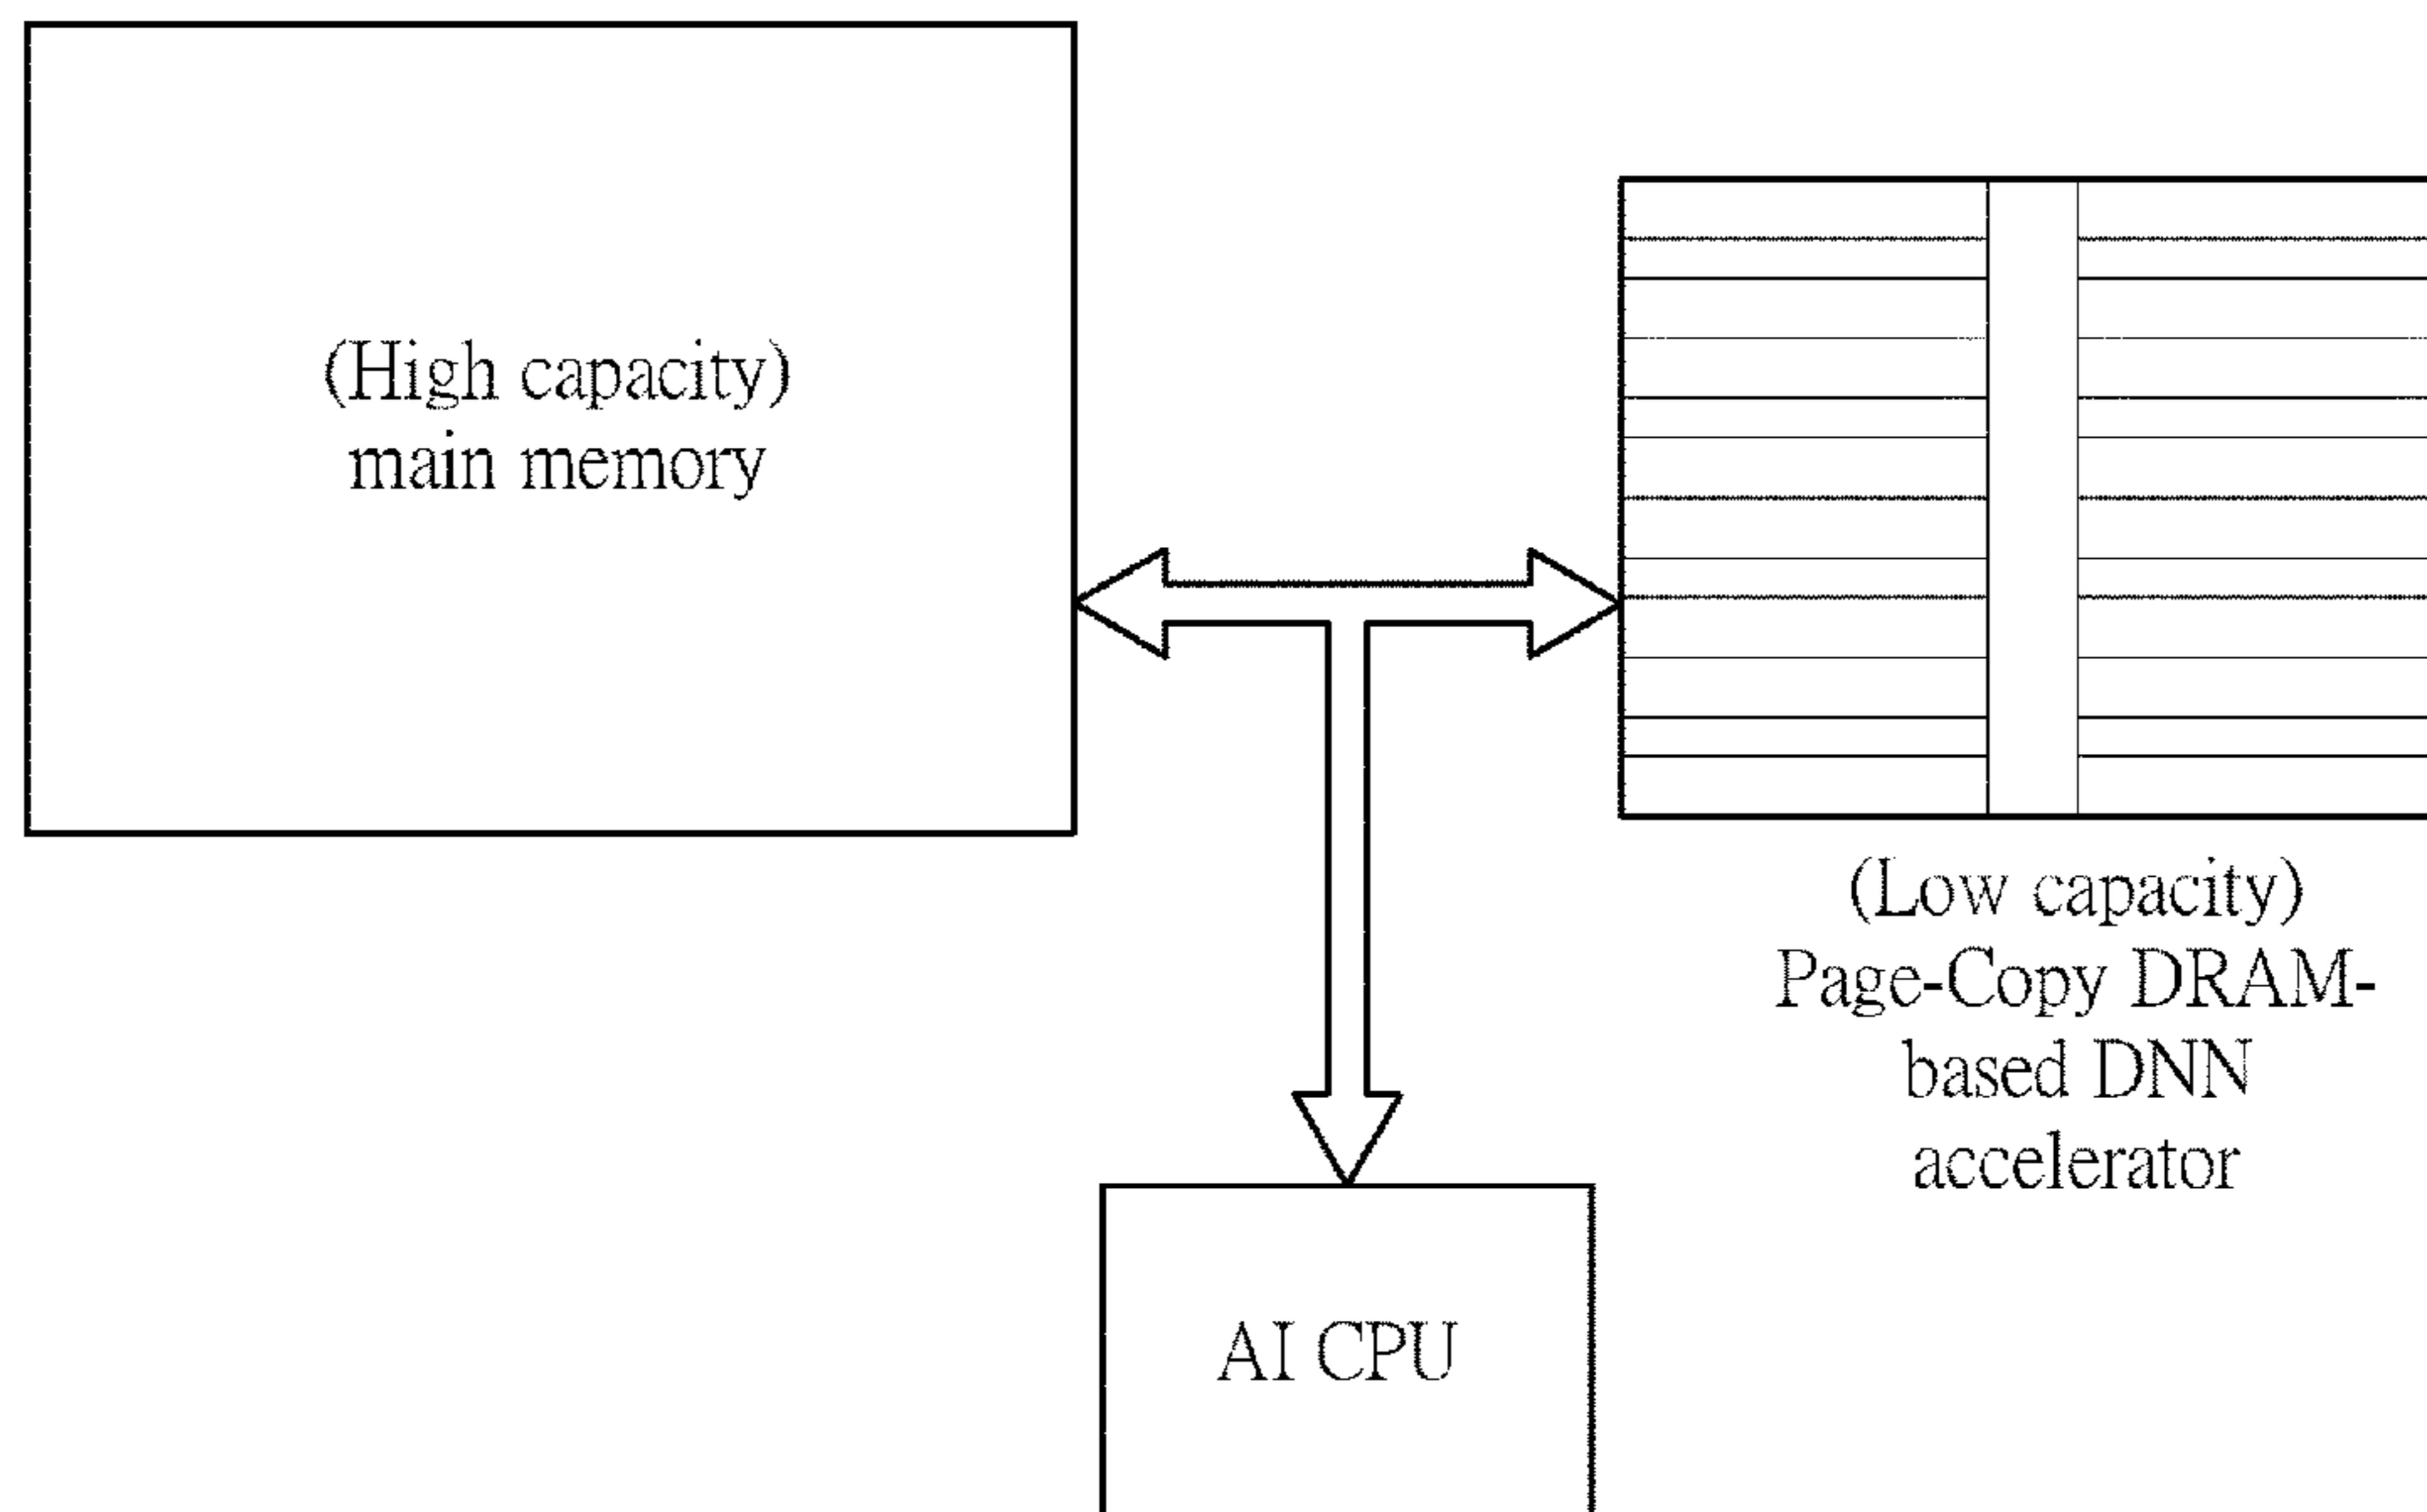 (High capacity)
main memory
(Low capacity)
Page-Copy DRAM-
based DNN
accelerator
AI CPU